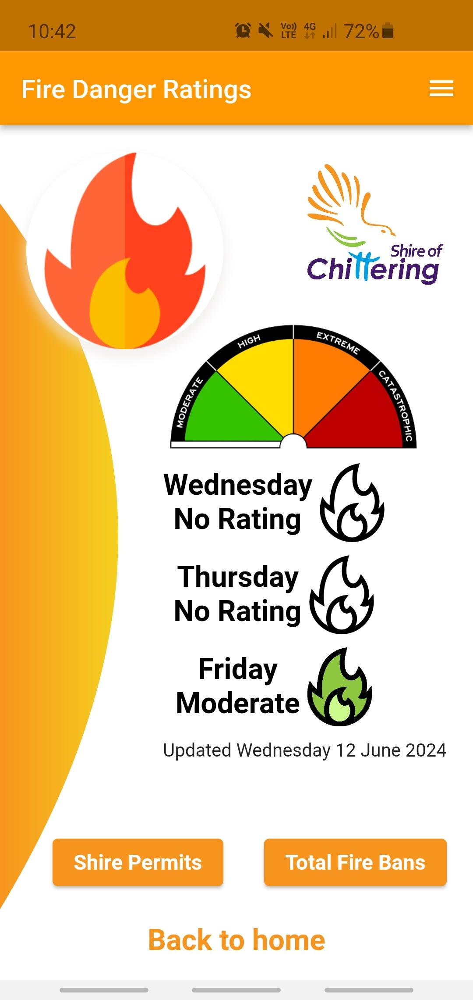 10:42
Vo)) LTE 4G 72%
Fire Danger Ratings
Shire of
Chittering
MODERATE
HIGH
EXTREME
CATASTROPHIC
Wednesday
No Rating
Thursday
No Rating
Friday
Moderate
Updated Wednesday 12 June 2024
Shire Permits
Total Fire Bans
Back to home